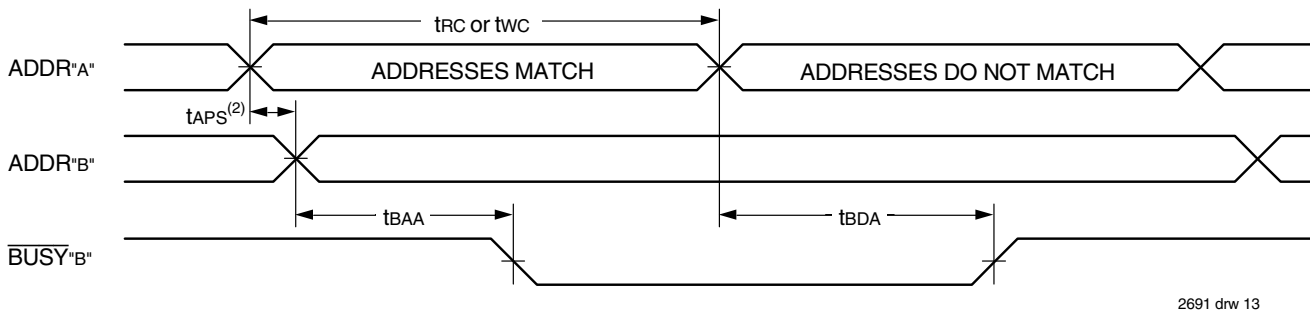 tRC or tWC
ADDR"A"
ADDRESSES MATCH
ADDRESSES DO NOT MATCH
tAPS(2)
ADDR"B"
tBAA
tBDA
BUSY"B"
2691 drw 13